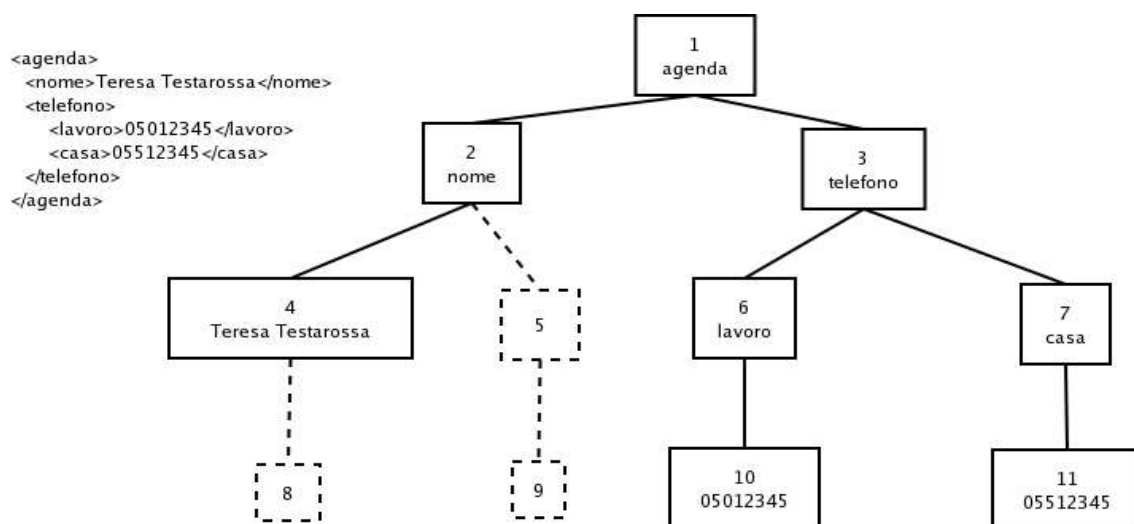 <agenda>
<nome>Teresa Testarossa</nome>
<telefono>
<lavoro>05012345</lavoro>
<casa>05512345</casa>
</telefono>
</agenda>
1
agenda
2
nome
3
telefono
4
Teresa Testarossa
5
6
lavoro
7
casa
8
9
10
05012345
11
05512345